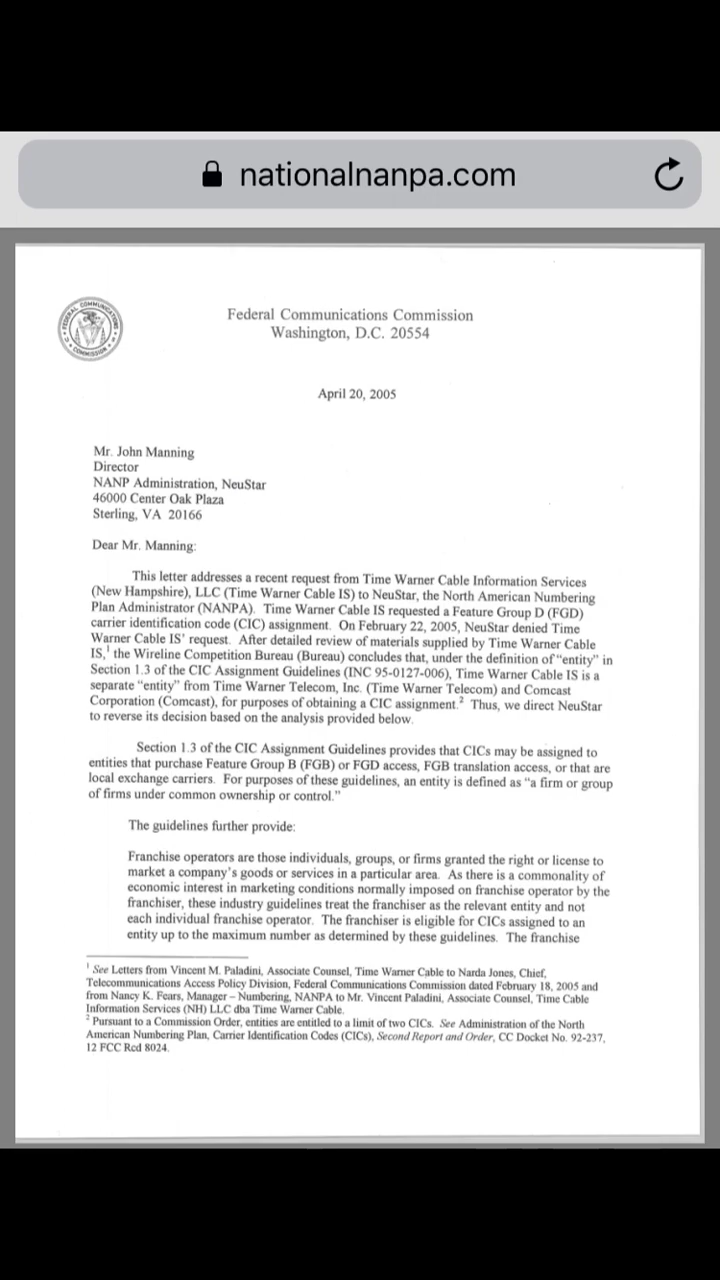 nationalnanpa.com
Federal Communications Commission
Washington, D.C. 20554
April 20, 2005
Mr. John Manning
Director
NANP Administration, NeuStar
46000 Center Oak Plaza
Sterling, VA 20166
Dear Mr. Manning:
This letter addresses a recent request from Time Warner Cable Information Services
(New Hampshire), LLC (Time Warner Cable IS) to NeuStar, the North American Numbering
Plan Administrator (NANPA). Time Warner Cable IS requested a Feature Group D (FGD)
carrier identification code (CIC) assignment. On February 22, 2005, NeuStar denied Time
Warner Cable IS' request. After detailed review of materials supplied by Time Warner Cable
IS,1 the Wireline Competition Bureau (Bureau) concludes that, under the definition of "entity" in
Section 1.3 of the CIC Assignment Guidelines (INC 95-0127-006), Time Warner Cable IS is a
separate "entity" from Time Warner Telecom, Inc. (Time Warner Telecom) and Comcast
Corporation (Comcast), for purposes of obtaining a CIC assignment.2 Thus, we direct NeuStar
to reverse its decision based on the analysis provided below.
Section 1.3 of the CIC Assignment Guidelines provides that CICs may be assigned to
entities that purchase Feature Group B (FGB) or FGD access, FGB translation access, or that are
local exchange carriers. For purposes of these guidelines, an entity is defined as "a firm or group
of firms under common ownership or control."
The guidelines further provide:
Franchise operators are those individuals, groups, or firms granted the right or license to
market a company's goods or services in a particular area. As there is a commonality of
economic interest in marketing conditions normally imposed on franchise operator by the
franchiser, these industry guidelines treat the franchiser as the relevant entity and not
each individual franchise operator. The franchiser is eligible for CICs assigned to an
entity up to the maximum number as determined by these guidelines. The franchise
1 See Letters from Vincent M. Paladini, Associate Counsel, Time Warner Cable to Narda Jones, Chief,
Telecommunications Access Policy Division, Federal Communications Commission dated February 18, 2005 and
from Nancy K. Fears, Manager – Numbering, NANPA to Mr. Vincent Paladini, Associate Counsel, Time Cable
Information Services (NH) LLC dba Time Warner Cable.
2 Pursuant to a Commission Order, entities are entitled to a limit of two CICs. See Administration of the North
American Numbering Plan, Carrier Identification Codes (CICs), Second Report and Order, CC Docket No. 92-237,
12 FCC Rcd 8024.